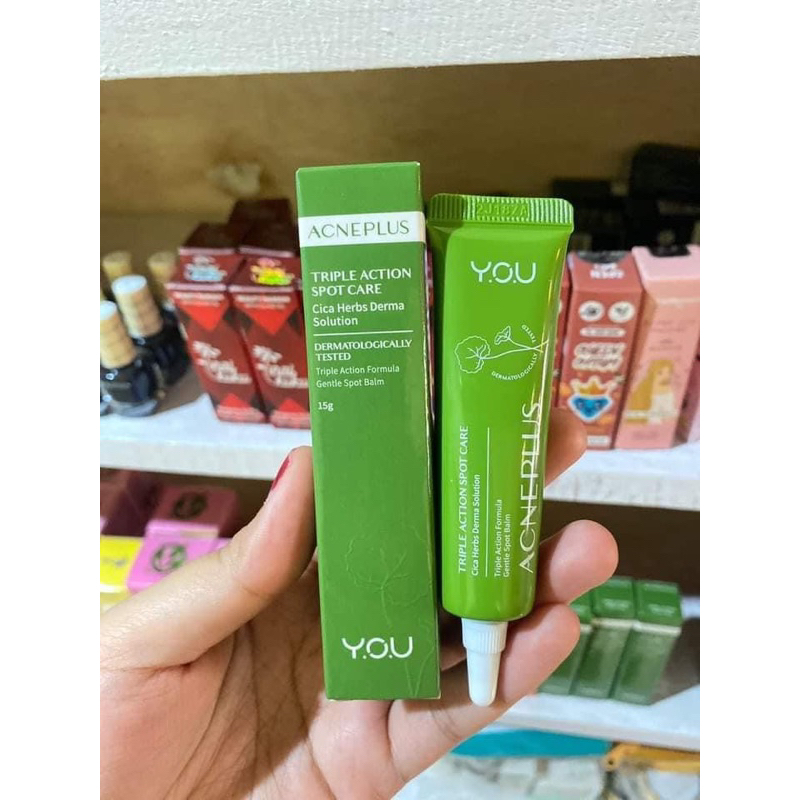 ACNEPLUS
TRIPLE ACTION
SPOT CARE
Cica Herbs Derma
Solution
DERMATOLOGICALLY
TESTED
Triple Action Formula
Gentle Spot Balm
15g
Y.O.U
Y.O.U
DERMATOLOGICALLY
TESTED
TRIPLE ACTION SPOT CARE
Cica Herbs Derma Solution
Triple Action Formula
Gentle Spot Balm
ACNEPLUS